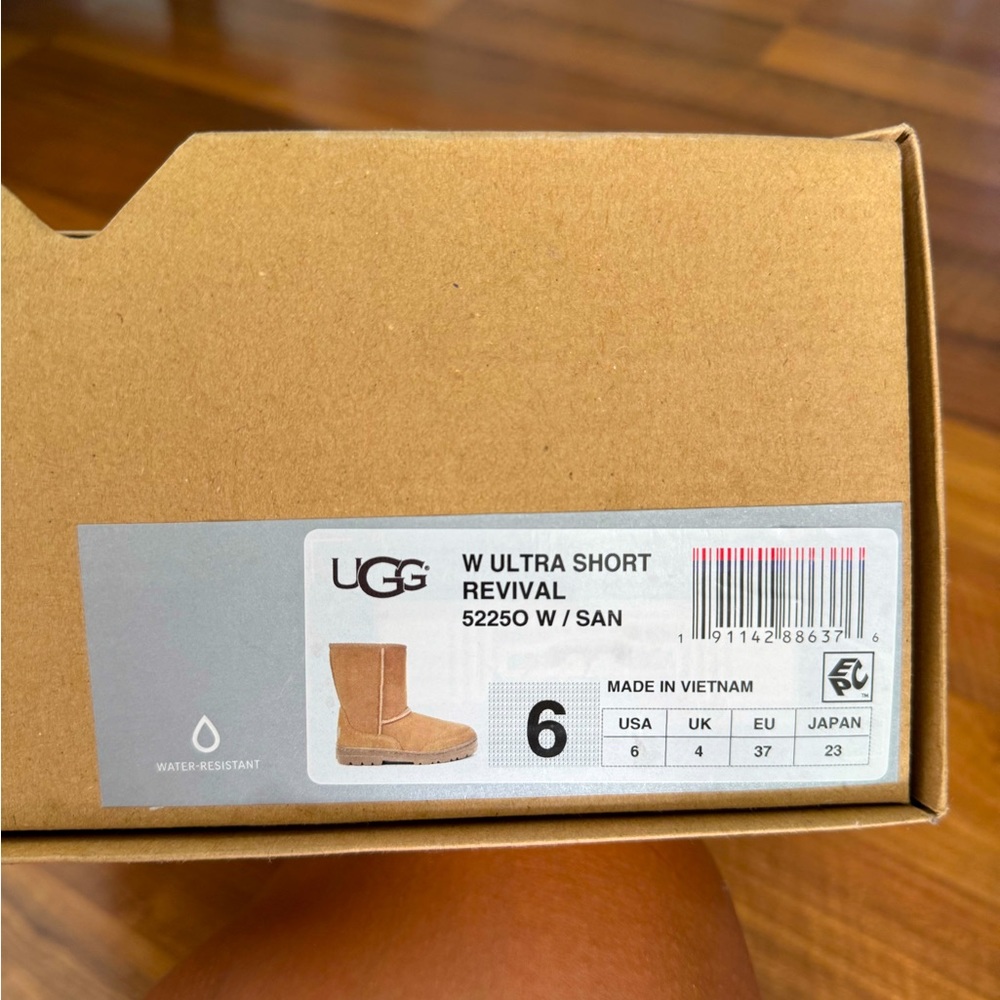 UGG®
W ULTRA SHORT
REVIVAL
5225O W / SAN
1 91142 88637 6
EPC™
MADE IN VIETNAM
6
USA UK EU JAPAN
6 4 37 23
WATER-RESISTANT